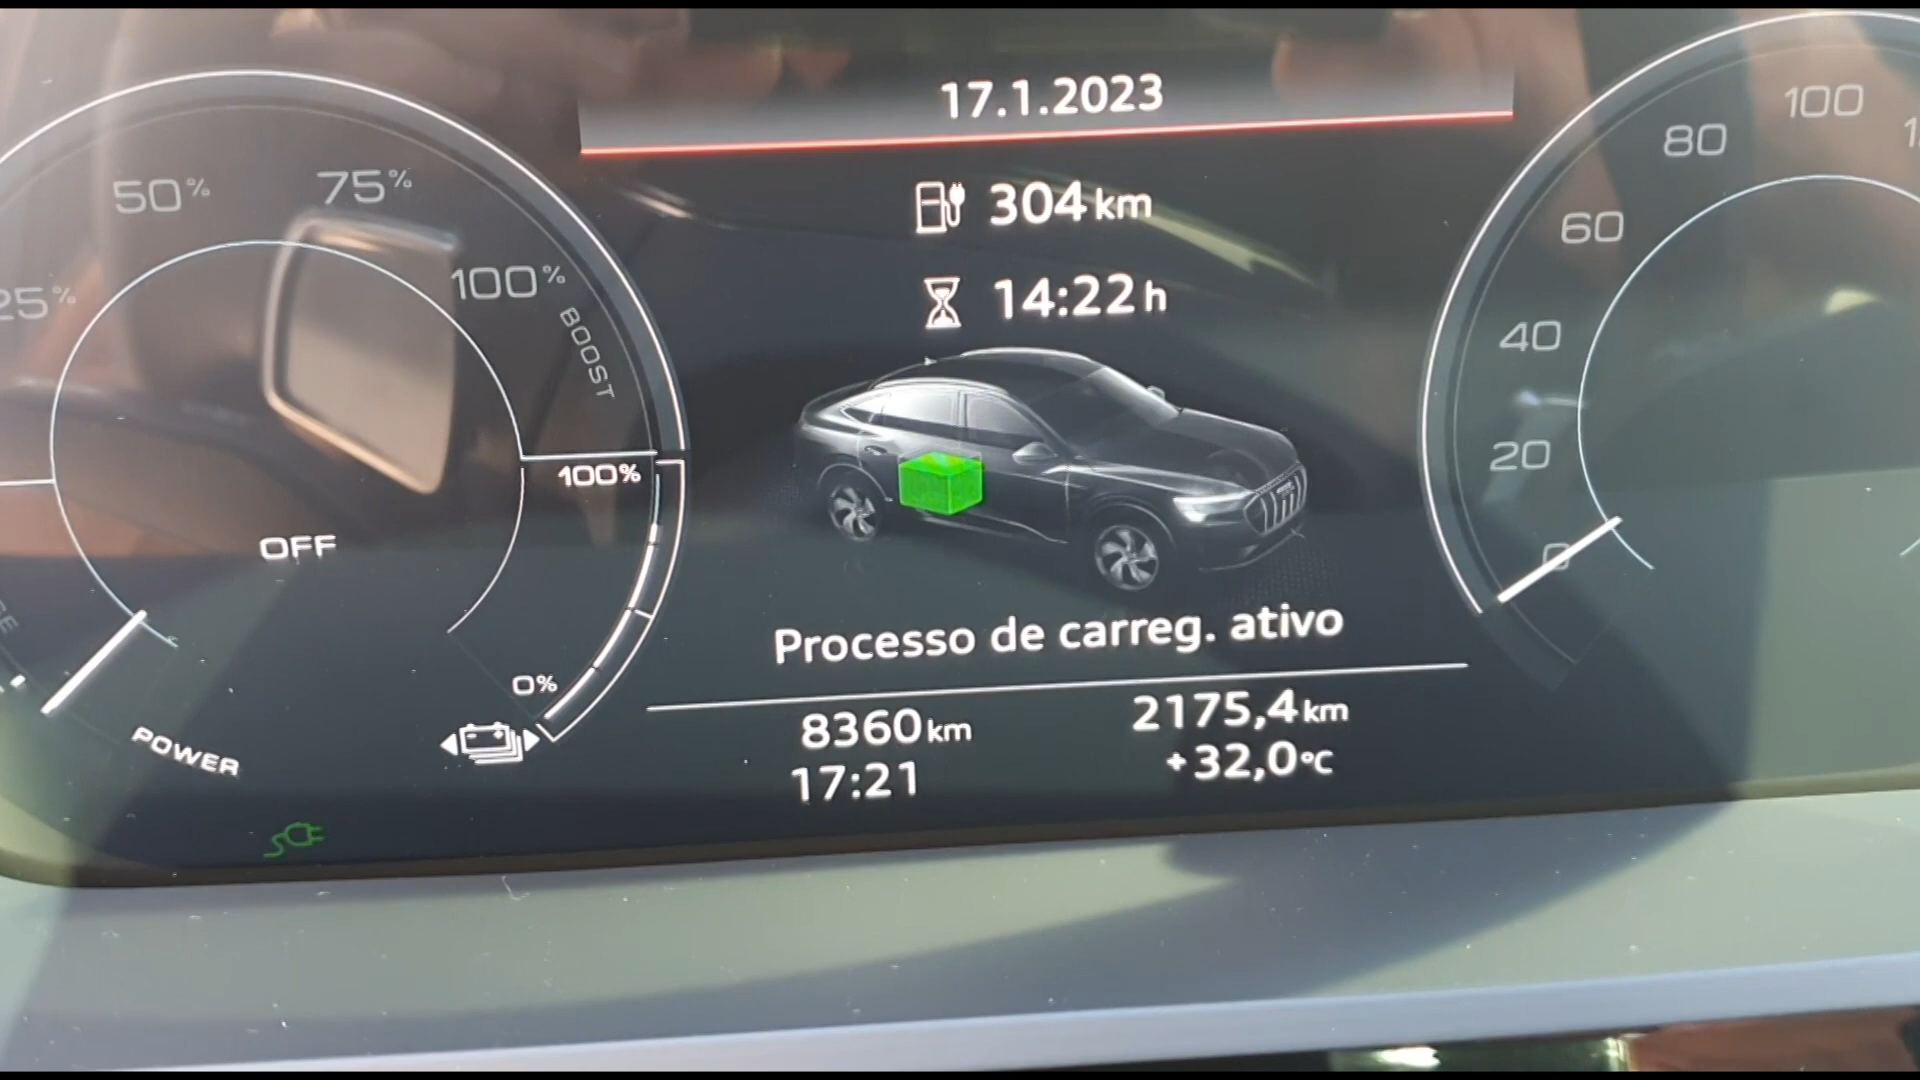 17.1.2023
304 km
14:22 h
25%
50%
75%
100%
BOOST
100%
OFF
0%
POWER
100
80
60
40
20
0
Processo de carreg. ativo
8360 km
2175,4 km
17:21
+32,0°C